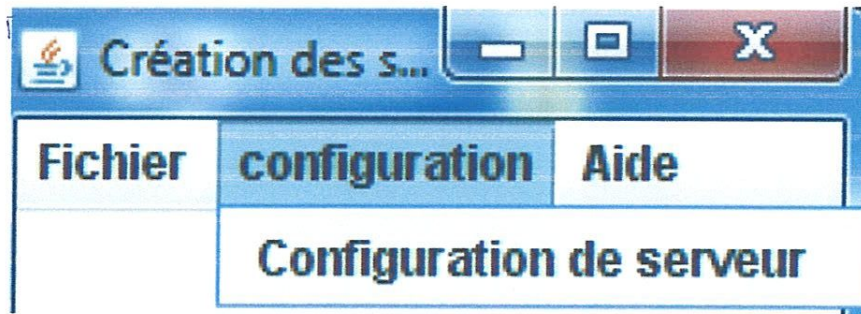 Création des s...
Fichier configuration Aide
Configuration de serveur